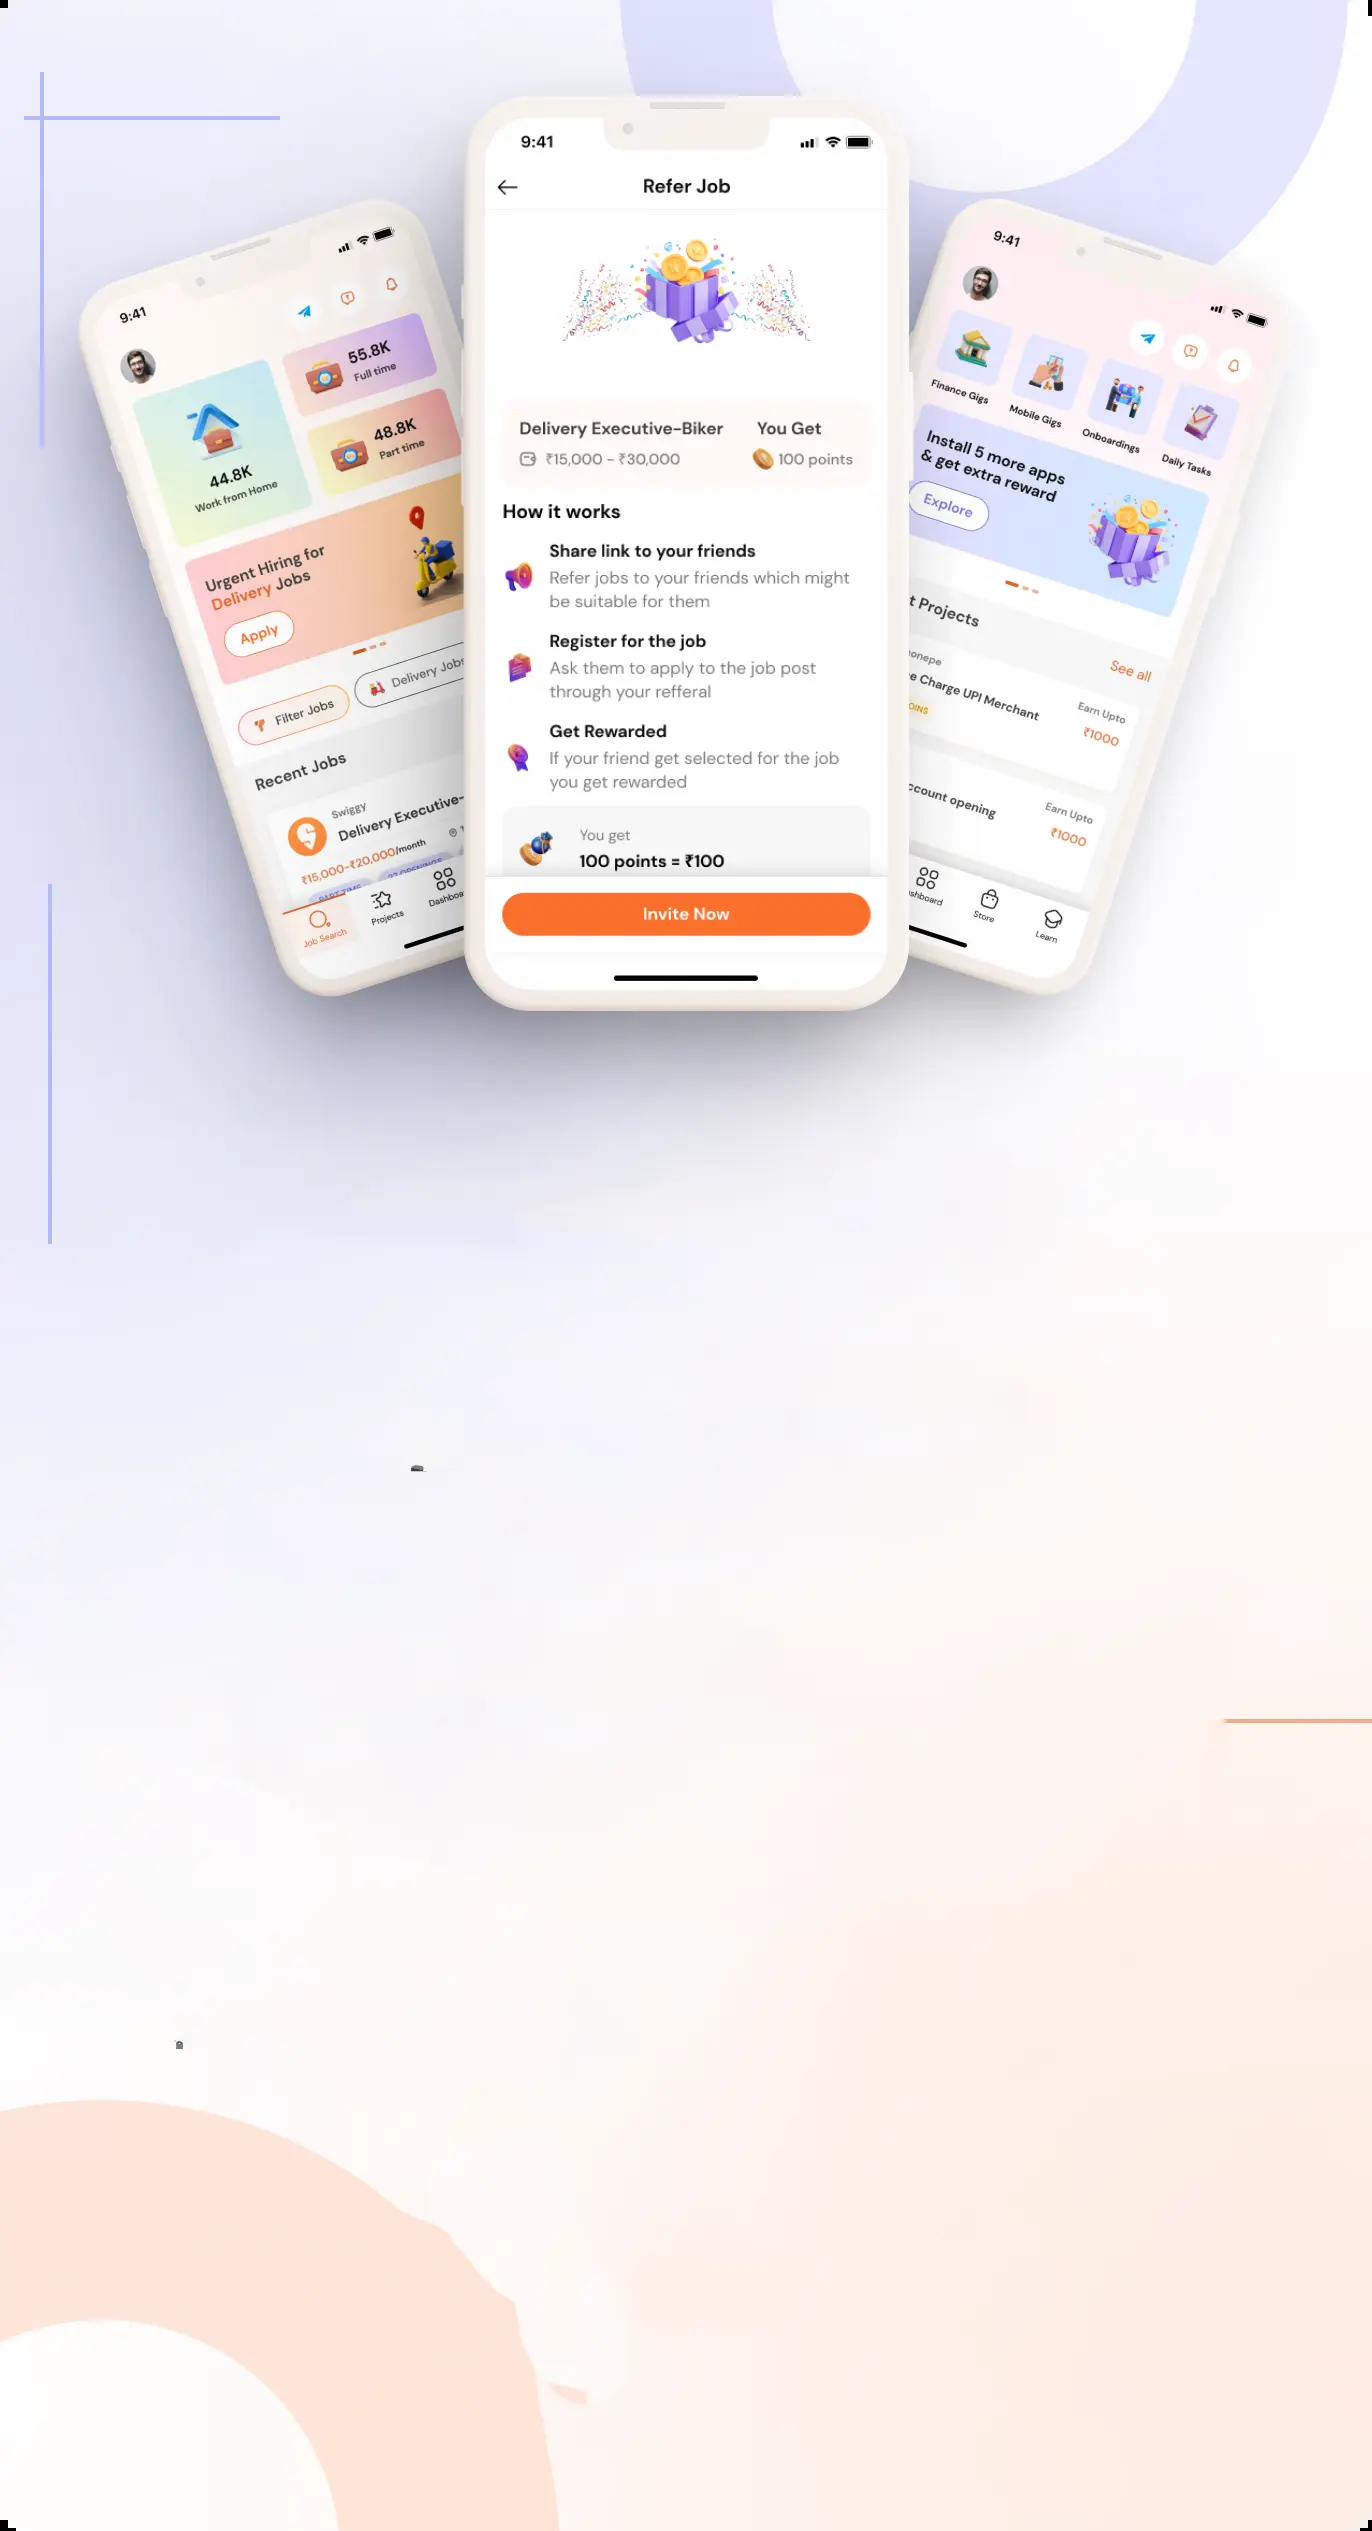 9:41
44.8K
Work from Home
55.8K
Full time
48.8K
Part time
Urgent Hiring for
Delivery Jobs
Apply
Filter Jobs
Delivery Jobs
Recent Jobs
Swiggy
Delivery Executive-
₹15,000-₹20,000/month
PART TIME
22 OPENINGS
Job Search
Projects
9:41
Refer Job
Delivery Executive-Biker
You Get
₹15,000 - ₹30,000
100 points
How it works
Share link to your friends
Refer jobs to your friends which might
be suitable for them
Register for the job
Ask them to apply to the job post
through your refferal
Get Rewarded
If your friend get selected for the job
you get rewarded
You get
100 points = ₹100
Invite Now
9:41
Finance Gigs
Mobile Gigs
Onboardings
Daily Tasks
Install 5 more apps
& get extra reward
Explore
t Projects
See all
onepe
e Charge UPI Merchant
OINS
Earn Upto
₹1000
ccount opening
Earn Upto
₹1000
shboard
Store
Learn